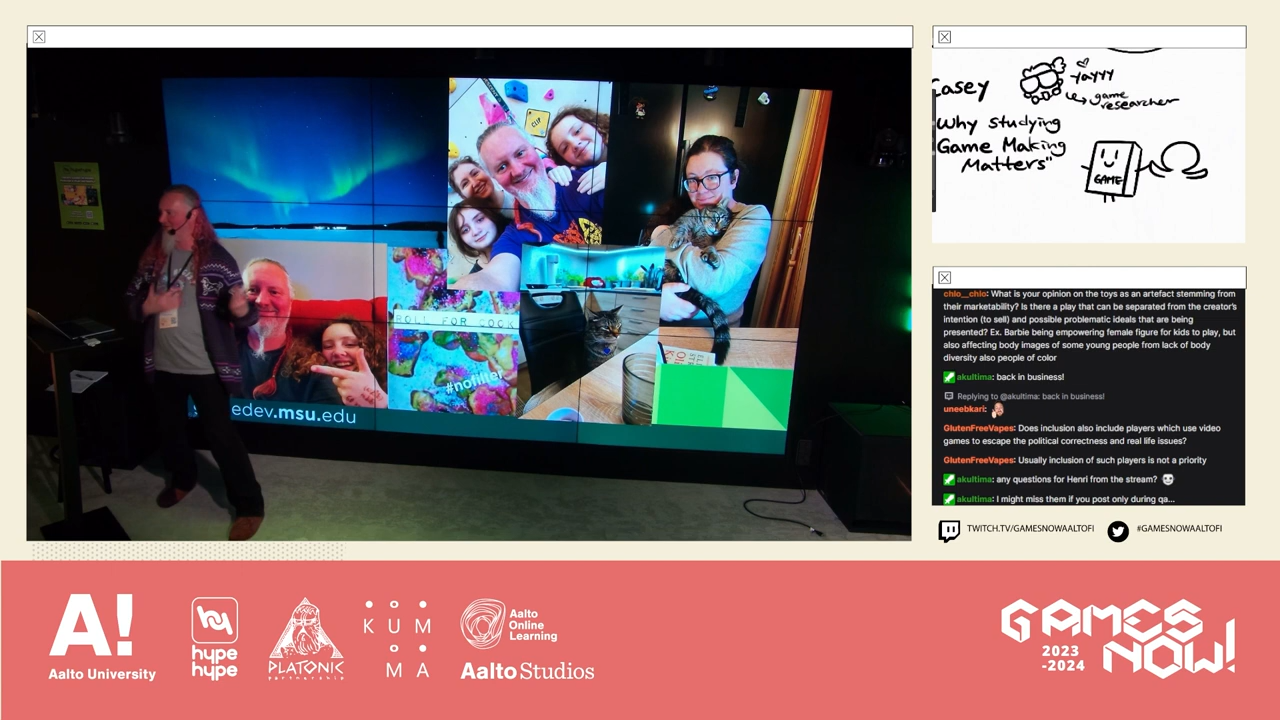 CLIP
ROLL FOR COCK
#nofilter
edev.msu.edu
asey
yayyy
game
researcher
"Why studying
Game Making
Matters"
GAME
chlo__chlo: What is your opinion on the toys as an artefact stemming from
their marketability? Is there a play that can be separated from the creator's
intention (to sell) and possible problematic ideals that are being
presented? Ex. Barbie being empowering female figure for kids to play, but
also affecting body images of some young people from lack of body
diversity also people of color
akultima: back in business!
Replying to @akultima: back in business!
uneebkari:
GlutenFreeVapes: Does inclusion also include players which use video
games to escape the political correctness and real life issues?
GlutenFreeVapes: Usually inclusion of such players is not a priority
akultima: any questions for Henri from the stream?
akultima: I might miss them if you post only during qa...
TWITCH.TV/GAMESNOWAALTOFI
#GAMESNOWAALTOFI
A!
Aalto University
hype
hype
PLATONIC
partnership
KUM
MA
Aalto
Online
Learning
Aalto Studios
GAMES
NOW!
2023
-2024